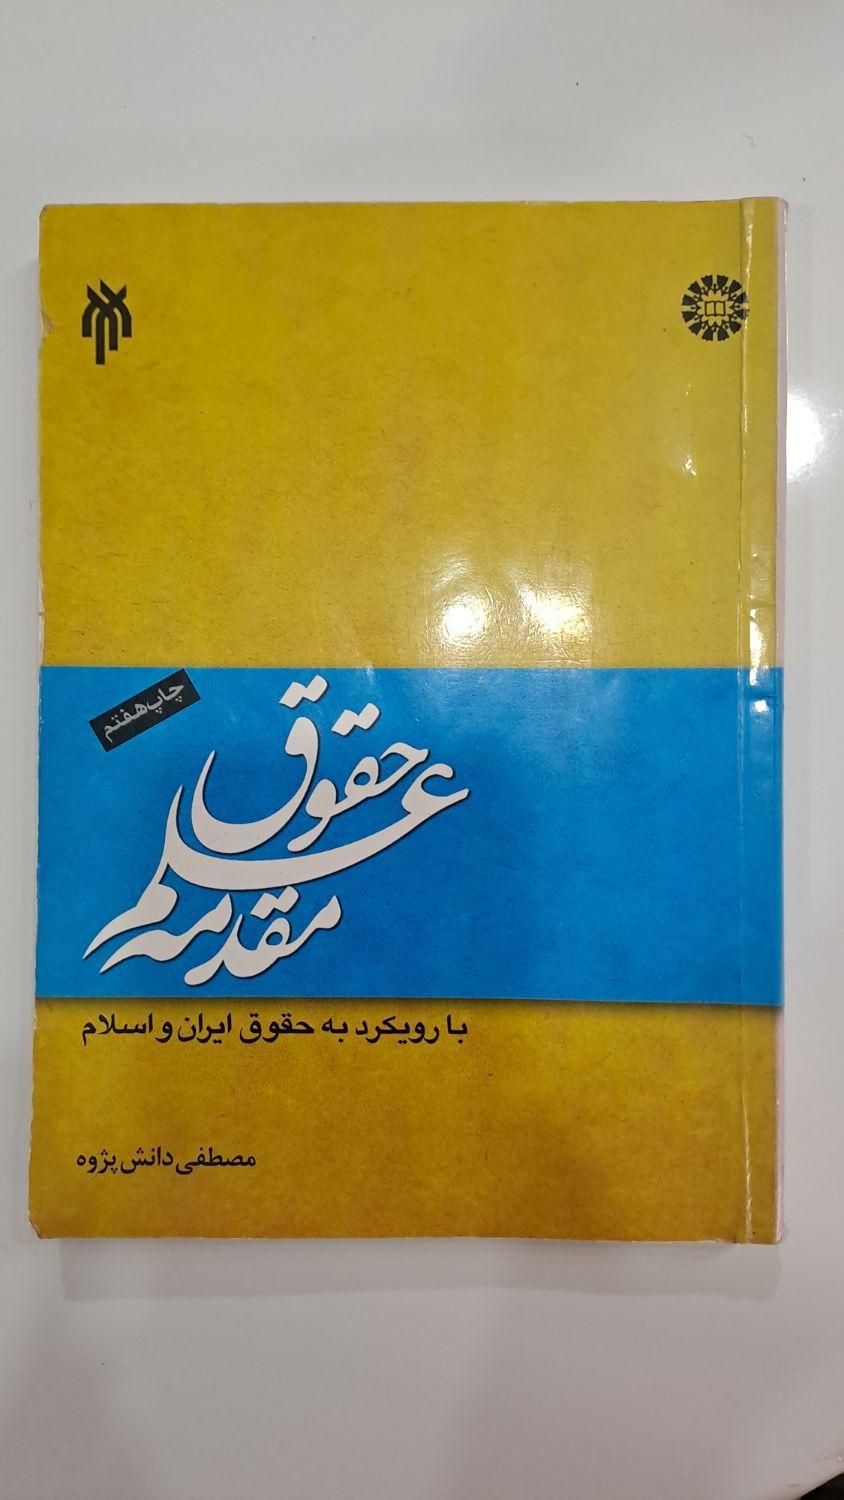 چاپ هفتم
مقدمه علم حقوق
با رویکرد به حقوق ایران و اسلام
مصطفی دانش پژوه